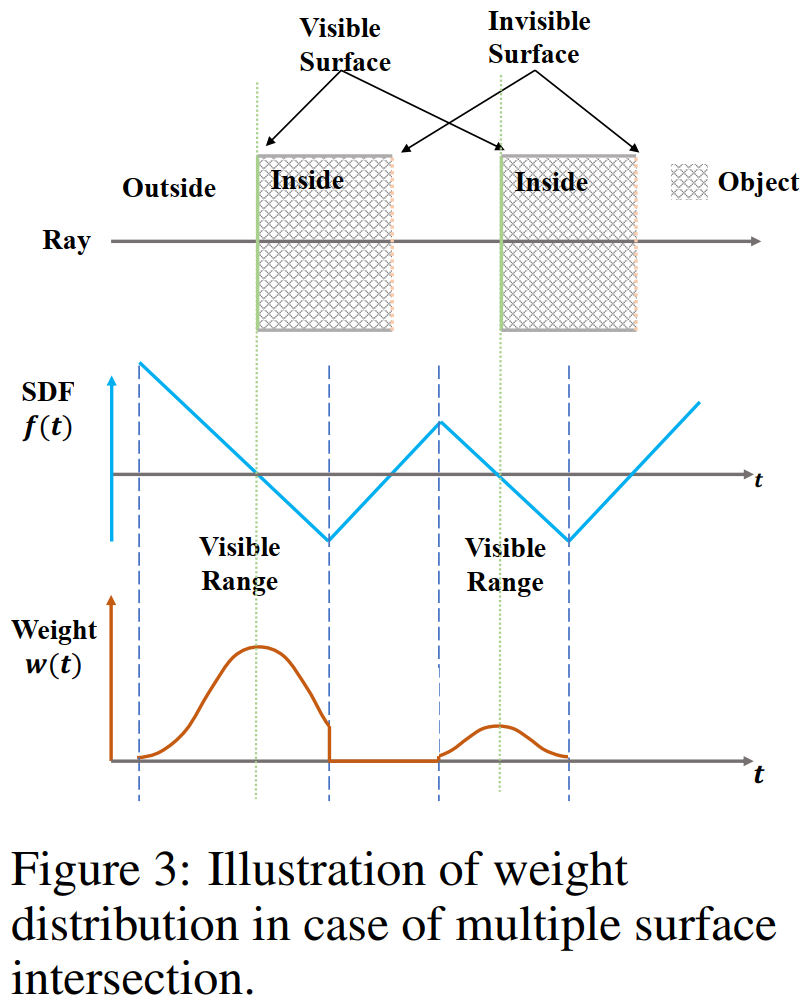 Visible
Surface
Invisible
Surface
Outside
Inside
Inside
Object
Ray
SDF
f(t)
t
Visible
Range
Visible
Range
Weight
w(t)
t
Figure 3: Illustration of weight
distribution in case of multiple surface
intersection.